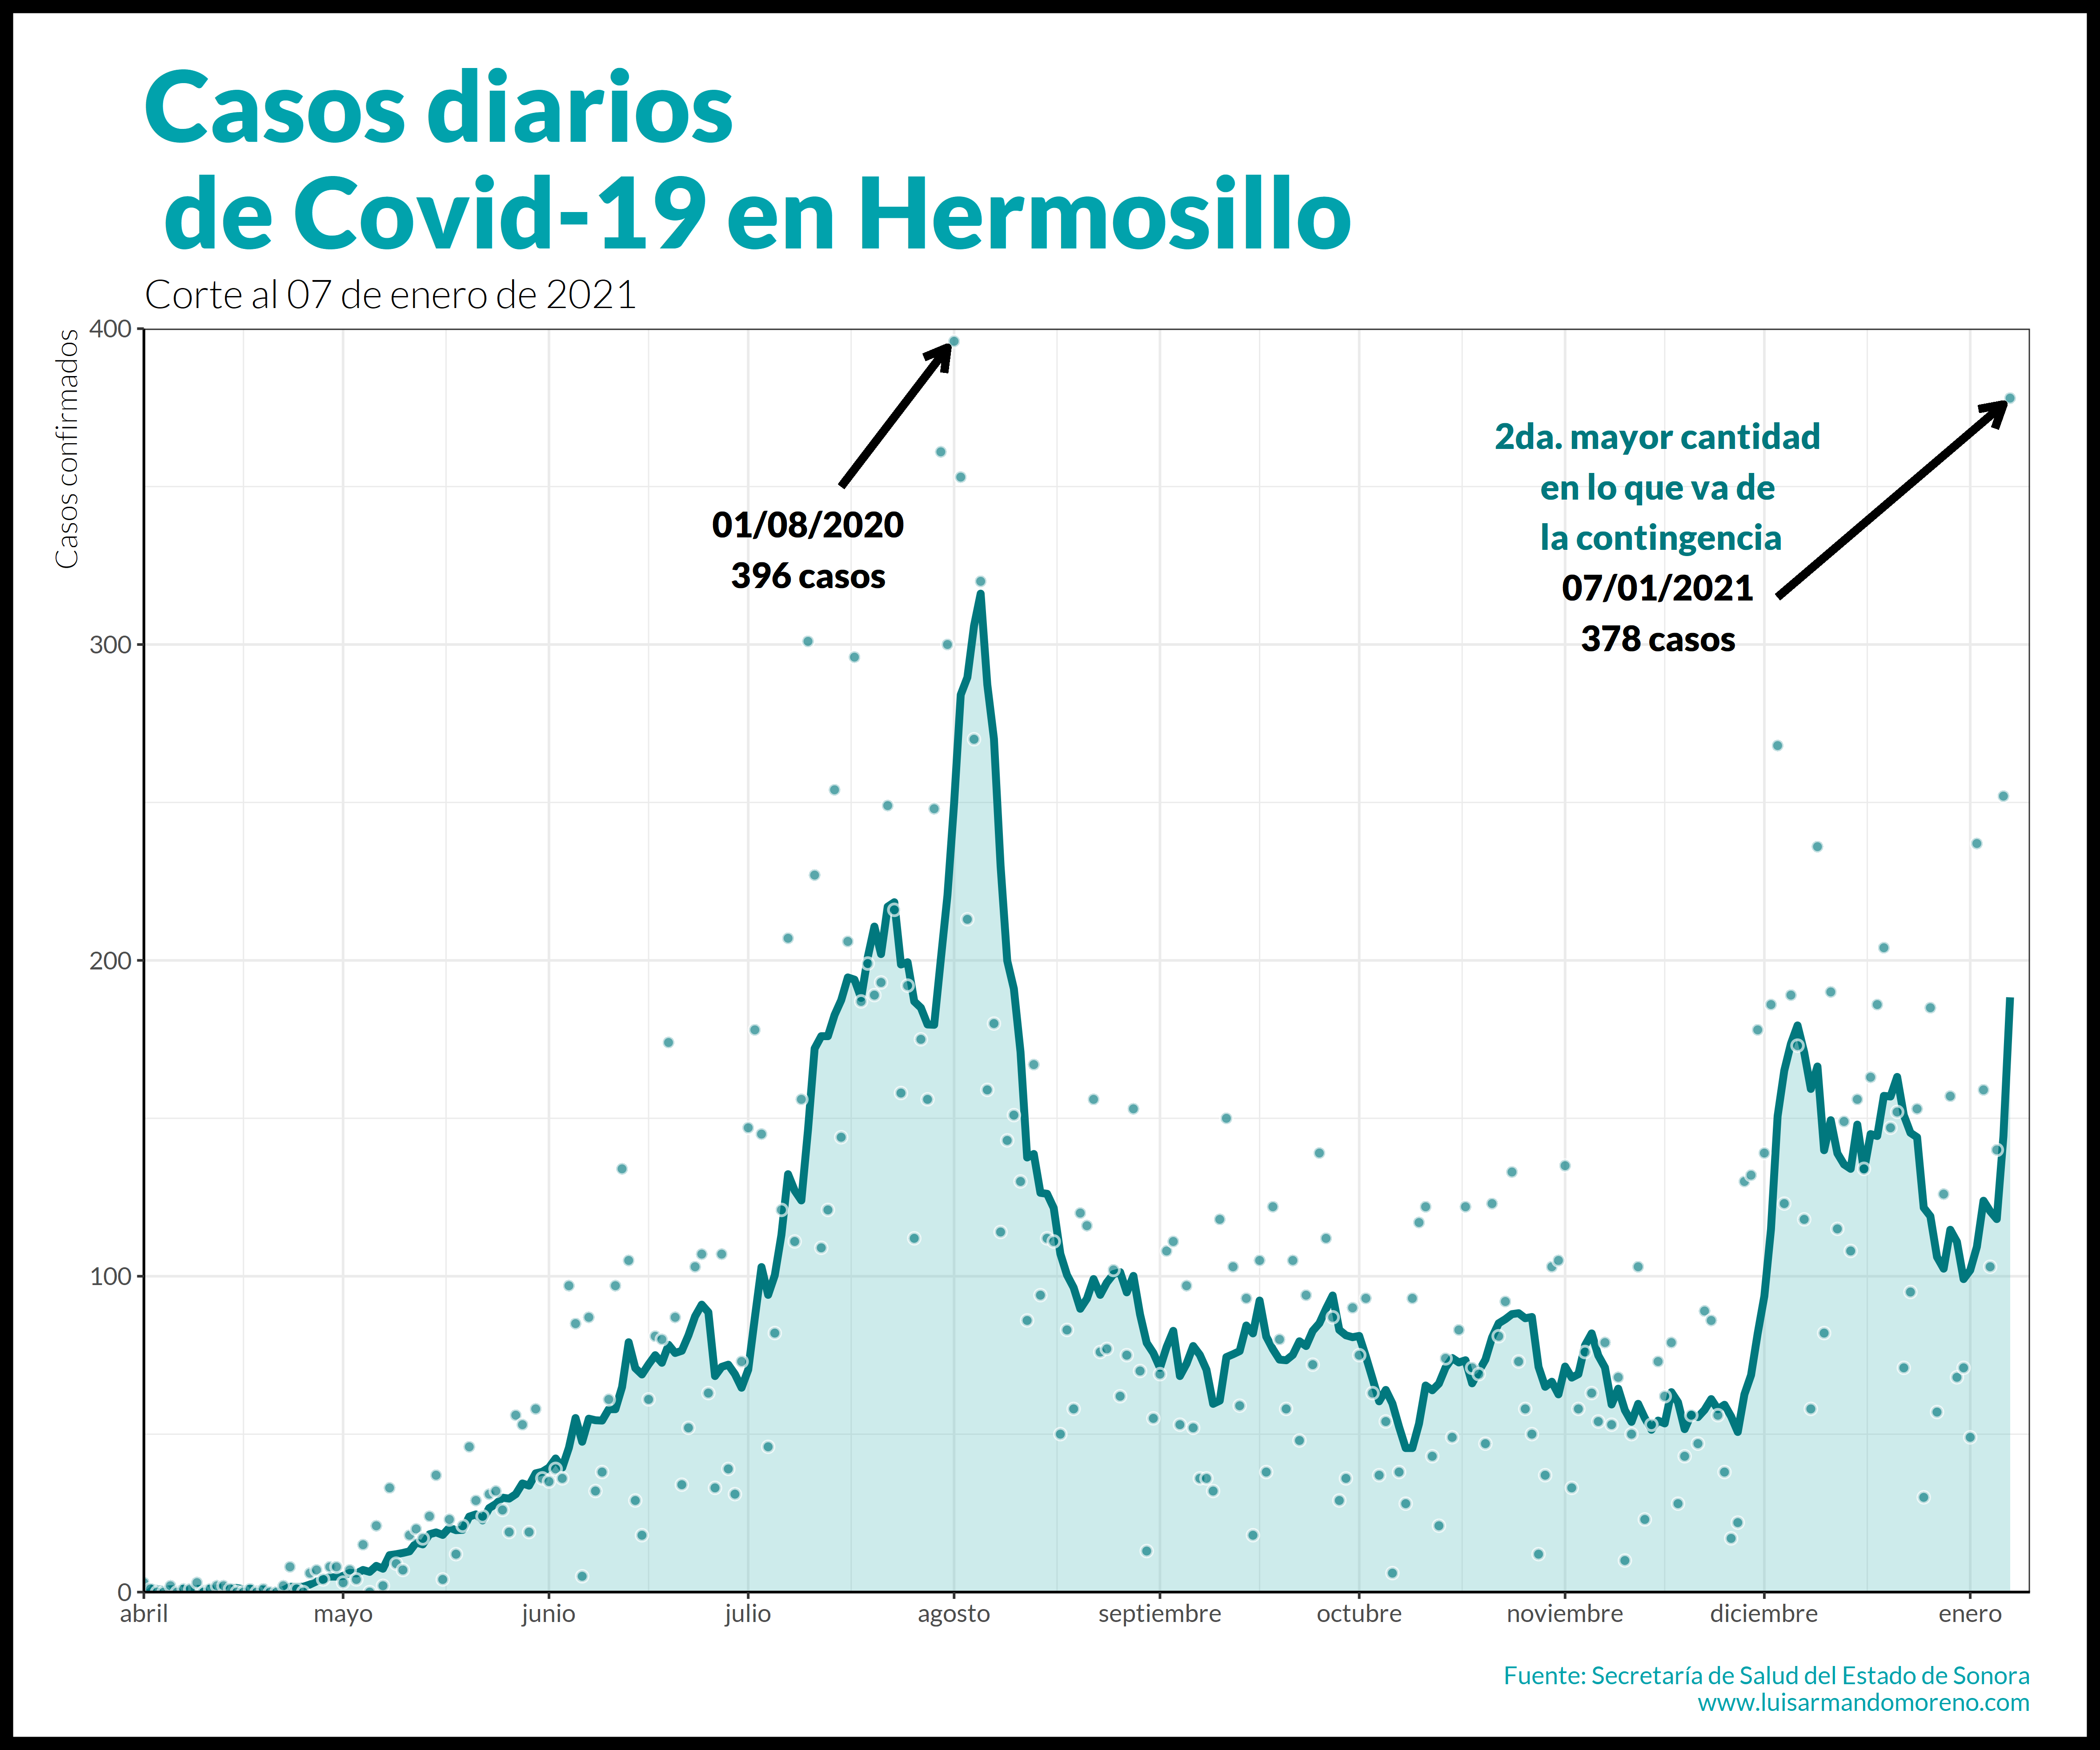 Casos diarios
de Covid-19 en Hermosillo
Corte al 07 de enero de 2021
Casos confirmados
400
300
200
100
0
01/08/2020
396 casos
2da. mayor cantidad
en lo que va de
la contingencia
07/01/2021
378 casos
abril mayo junio julio agosto septiembre octubre noviembre diciembre enero
Fuente: Secretaría de Salud del Estado de Sonora
www.luisarmandomoreno.com